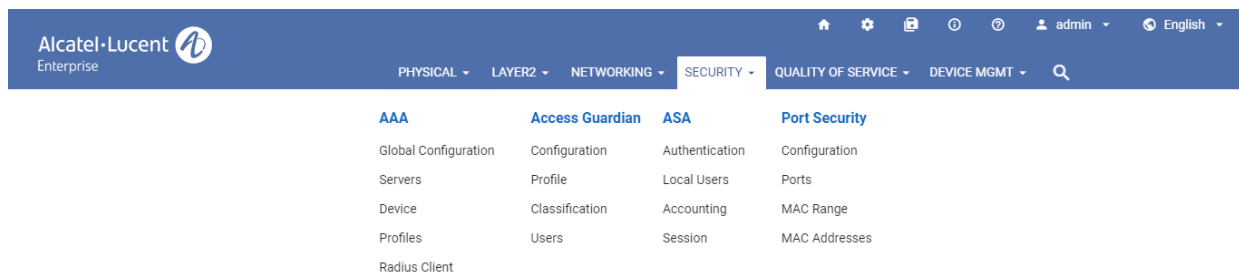 Alcatel·Lucent
Enterprise
admin English
PHYSICAL LAYER2 NETWORKING SECURITY QUALITY OF SERVICE DEVICE MGMT
AAA Access Guardian ASA Port Security
Global Configuration Configuration Authentication Configuration
Servers Profile Local Users Ports
Device Classification Accounting MAC Range
Profiles Users Session MAC Addresses
Radius Client